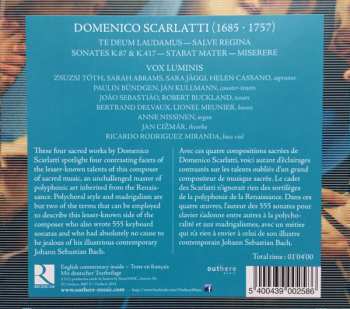 DOMENICO SCARLATTI (1685 - 1757)
TE DEUM LAUDAMUS — SALVE REGINA
SONATES K.87 & K.417 — STABAT MATER — MISERERE
VOX LUMINIS
ZSUZSI TÓTH, SARAH ABRAMS, SARA JÄGGI, HELEN CASSANO, sopranos
PAULIN BÜNDGEN, JAN KULLMANN, counter-tenors
JOÃO SEBASTIÃO, ROBERT BUCKLAND, tenors
BERTRAND DELVAUX, LIONEL MEUNIER, basses
ANNE NISSINEN, organ
JAN ČIŽMÁŘ, theorbo
RICARDO RODRIGUEZ MIRANDA, bass viol
These four sacred works by Domenico
Scarlatti spotlight four contrasting facets of
the lesser-known talents of this composer
of sacred music, an unchallenged master of
polyphonic art inherited from the Renais-
sance. Polychoral style and madrigalism are
but two of the terms that can be employed
to describe this lesser-known side of the
composer who also wrote 555 keyboard
sonatas and who had absolutely no cause to
be jealous of his illustrious contemporary
Johann Sebastian Bach.
Avec ces quatre compositions sacrées de
Domenico Scarlatti, voici autant d'éclairages
contrastés sur les talents oubliés d'un grand
compositeur de musique sacrée. Le cadet
des Scarlatti n'ignorait rien des sortilèges
de la polyphonie de la Renaissance. Dans
ces quatre œuvres, l'auteur des 555 sonates pour
clavier s'adonne entre autres à la polycho-
ralité et aux madrigalismes, avec un métier
qui n'a rien à envier à celui de son illustre
contemporain Johann Sebastian Bach.
Total time : 01'04'00
RICERCAR
English commentary inside – Texte en français
Mit deutscher Textbeilage
www.outhere-music.com
outhere
MUSIC
5 400439 002586